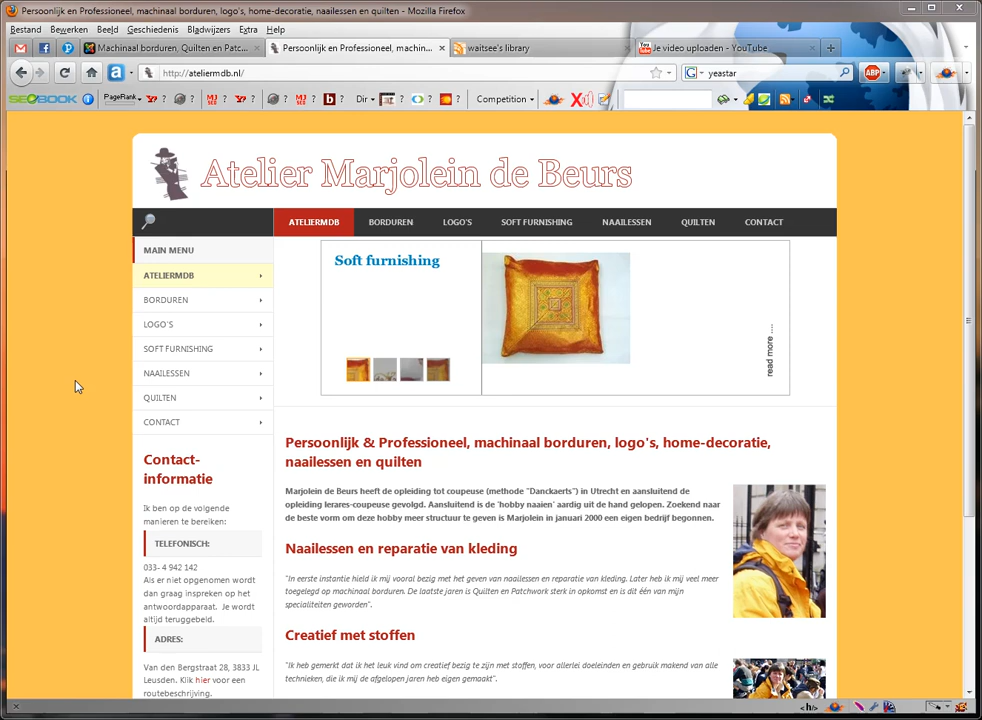 Persoonlijk en Professioneel, machinaal borduren, logo's, home-decoratie, naailessen en quilten - Mozilla Firefox
Bestand Bewerken Beeld Geschiedenis Bladwijzers Extra Help
Machinaal borduren, Quilten en Patc... Persoonlijk en Professioneel, machin... waitsee's library Je video uploaden - YouTube
http://ateliermdb.nl/ yeastar ABP
SEOBOOK PageRank ? ? ? ? ? ? ? Dir ? ? ? Competition
Atelier Marjolein de Beurs
ATELIERMDB BORDUREN LOGO'S SOFT FURNISHING NAAILESSEN QUILTEN CONTACT
MAIN MENU
ATELIERMDB
BORDUREN
LOGO'S
SOFT FURNISHING
NAAILESSEN
QUILTEN
CONTACT
Soft furnishing
read more ....
Contact-
informatie
Ik ben op de volgende
manieren te bereiken:
TELEFONISCH:
033- 4 942 142
Als er niet opgenomen wordt
dan graag inspreken op het
antwoordapparaat. Je wordt
altijd teruggebeld.
ADRES:
Van den Bergstraat 28, 3833 JL
Leusden. Klik hier voor een
routebeschrijving.
Persoonlijk & Professioneel, machinaal borduren, logo's, home-decoratie,
naailessen en quilten
Marjolein de Beurs heeft de opleiding tot coupeuse (methode "Danckaerts") in Utrecht en aansluitend de
opleiding lerares-coupeuse gevolgd. Aansluitend is de 'hobby naaien' aardig uit de hand gelopen. Zoekend naar
de beste vorm om deze hobby meer structuur te geven is Marjolein in januari 2000 een eigen bedrijf begonnen.
Naailessen en reparatie van kleding
"In eerste instantie hield ik mij vooral bezig met het geven van naailessen en reparatie van kleding. Later heb ik mij veel meer
toegelegd op machinaal borduren. De laatste jaren is Quilten en Patchwork sterk in opkomst en is dit één van mijn
specialiteiten geworden".
Creatief met stoffen
"Ik heb gemerkt dat ik het leuk vind om creatief bezig te zijn met stoffen, voor allerlei doeleinden en gebruik makend van alle
technieken, die ik mij de afgelopen jaren heb eigen gemaakt".